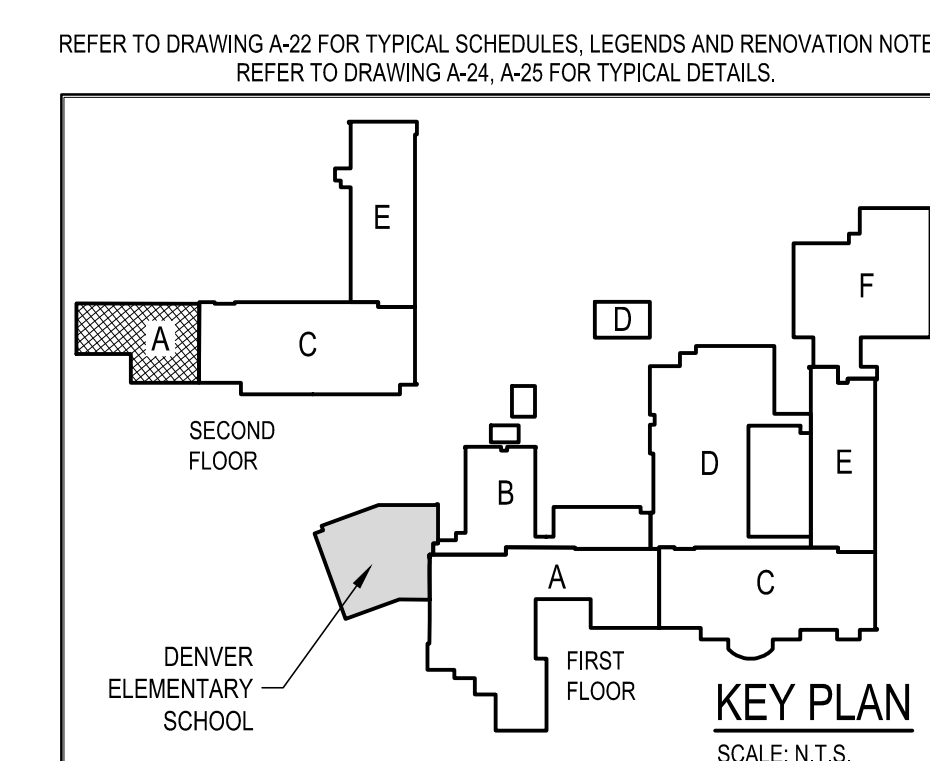 REFER TO DRAWING A-22 FOR TYPICAL SCHEDULES, LEGENDS AND RENOVATION NOTE
REFER TO DRAWING A-24, A-25 FOR TYPICAL DETAILS.
E
A
C
SECOND
FLOOR
F
D
D
E
B
A
C
DENVER
ELEMENTARY
SCHOOL
FIRST
FLOOR
KEY PLAN
SCALE: N.T.S.